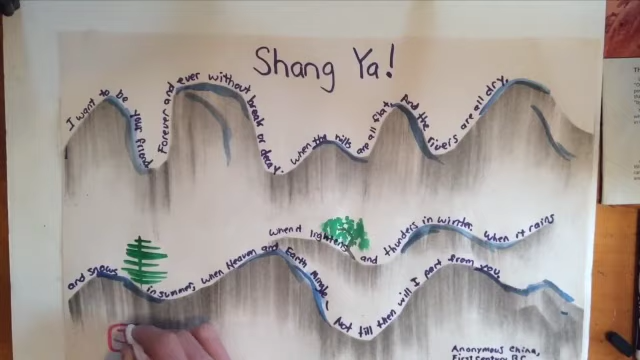 Shang Ya!
I want to be your friend Forever and ever without break or decay. When the hills are all flat, And the rivers are all dry.
When it lightens and thunders in winter, When it rains
and snows in summer, when Heaven and Earth mingle Not till then will I part from you
Anonymous China,
First Century B.C.